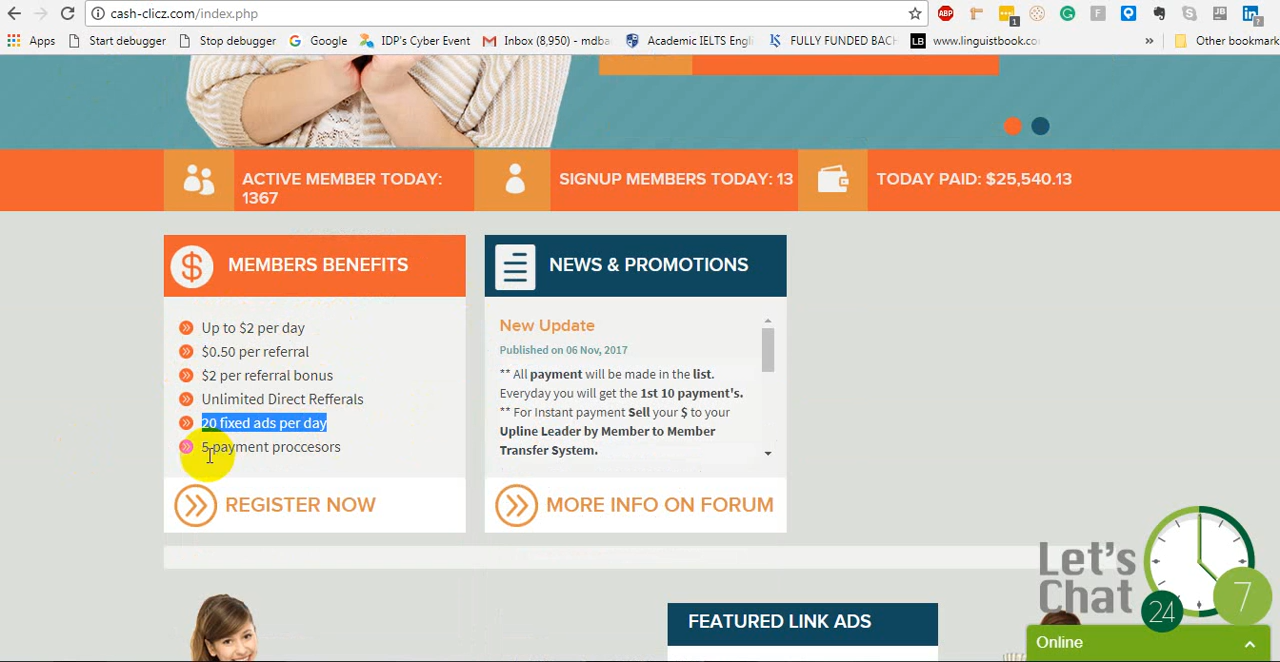 cash-clicz.com/index.php
ABP
1
F
JB
in
?
Apps
Start debugger
Stop debugger
Google
IDP's Cyber Event
Inbox (8,950) - mdba
Academic IELTS Engli
FULLY FUNDED BACH
LB
www.linguistbook.co
»
Other bookmark
ACTIVE MEMBER TODAY:
1367
SIGNUP MEMBERS TODAY: 13
TODAY PAID: $25,540.13
$
MEMBERS BENEFITS
Up to $2 per day
$0.50 per referral
$2 per referral bonus
Unlimited Direct Refferals
20 fixed ads per day
5 payment proccesors
REGISTER NOW
NEWS & PROMOTIONS
New Update
Published on 06 Nov, 2017
** All payment will be made in the list.
Everyday you will get the 1st 10 payment's.
** For Instant payment Sell your $ to your
Upline Leader by Member to Member
Transfer System.
MORE INFO ON FORUM
FEATURED LINK ADS
Let's
Chat
24
7
Online